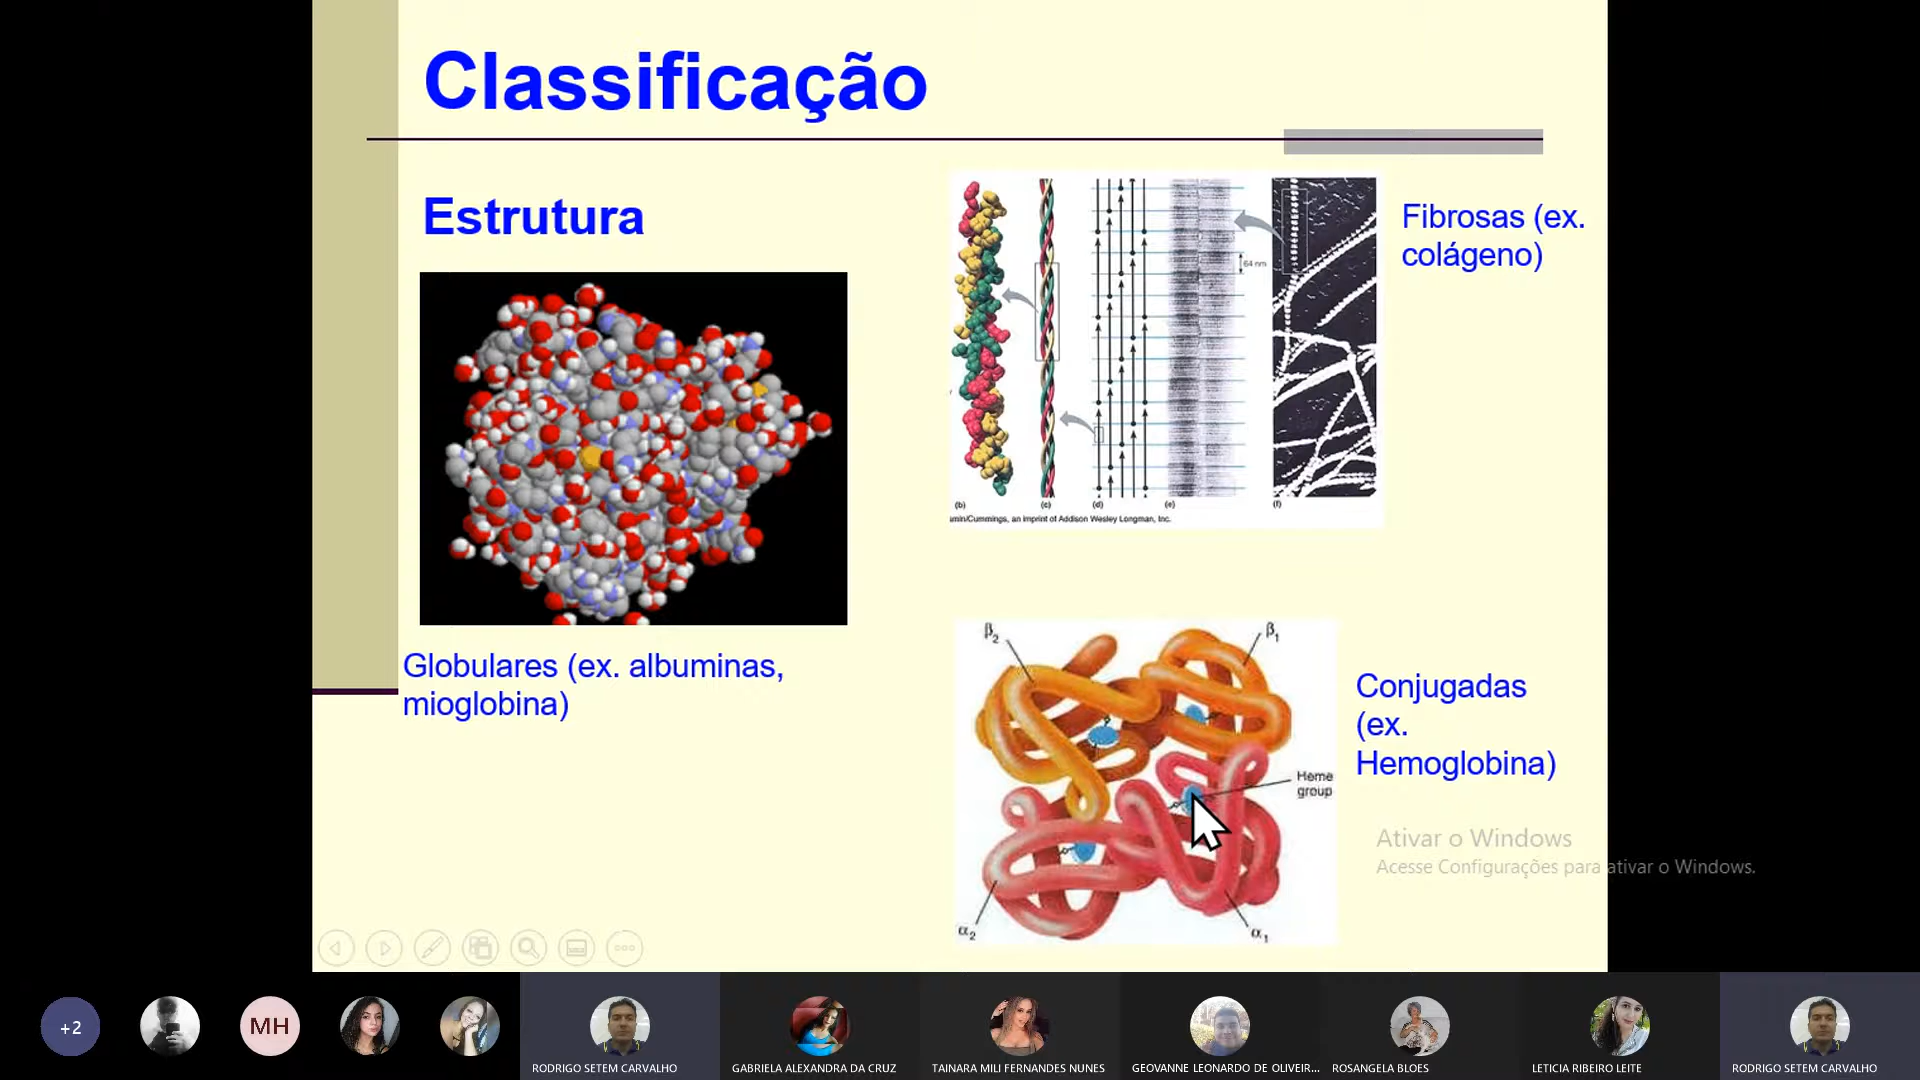 Classificação
Estrutura
Fibrosas (ex.
colágeno)
64 nm
(b)
(c)
(d)
(e)
(f)
amin/Cummings, an imprint of Addison Wesley Longman, Inc.
Globulares (ex. albuminas,
mioglobina)
β2
β1
Heme
group
α2
α1
Conjugadas
(ex.
Hemoglobina)
Ativar o Windows
Acesse Configurações para ativar o Windows.
+2
MH
RODRIGO SETEM CARVALHO
GABRIELA ALEXANDRA DA CRUZ
TAINARA MILI FERNANDES NUNES
GEOVANNE LEONARDO DE OLIVEIR...
ROSANGELA BLOES
LETICIA RIBEIRO LEITE
RODRIGO SETEM CARVALHO